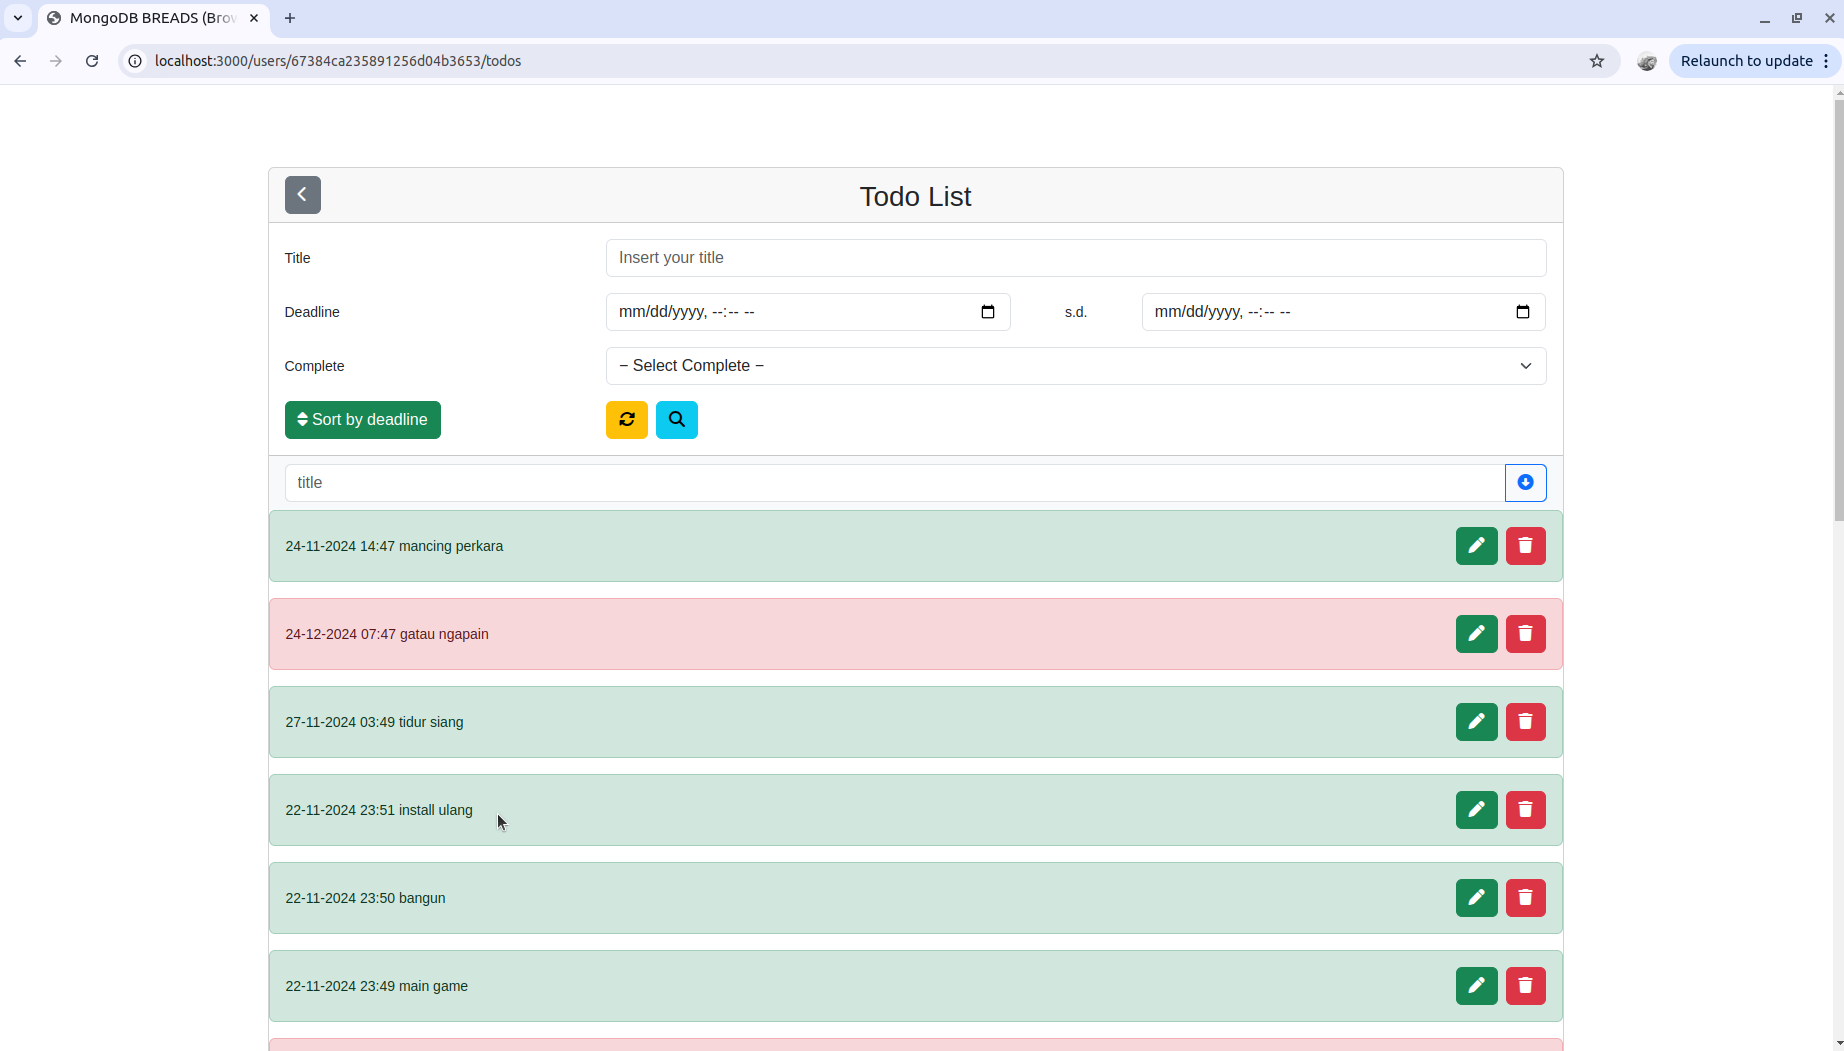 MongoDB BREADS (Brow
localhost:3000/users/67384ca235891256d04b3653/todos
Relaunch to update
Todo List
Title
Insert your title
Deadline
mm/dd/yyyy, --:-- --
s.d.
mm/dd/yyyy, --:-- --
Complete
– Select Complete –
Sort by deadline
title
24-11-2024 14:47 mancing perkara
24-12-2024 07:47 gatau ngapain
27-11-2024 03:49 tidur siang
22-11-2024 23:51 install ulang
22-11-2024 23:50 bangun
22-11-2024 23:49 main game